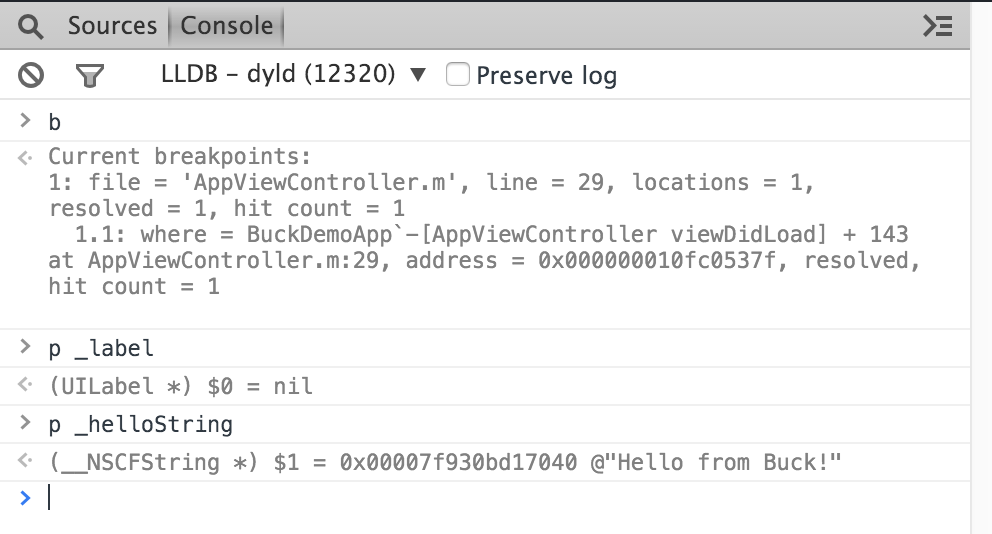 Sources Console
LLDB - dyld (12320) ▼ Preserve log
> b
Current breakpoints:
1: file = 'AppViewController.m', line = 29, locations = 1,
resolved = 1, hit count = 1
  1.1: where = BuckDemoApp`-[AppViewController viewDidLoad] + 143
at AppViewController.m:29, address = 0x000000010fc0537f, resolved,
hit count = 1
> p _label
(UILabel *) $0 = nil
> p _helloString
(__NSCFString *) $1 = 0x00007f930bd17040 @"Hello from Buck!"
>